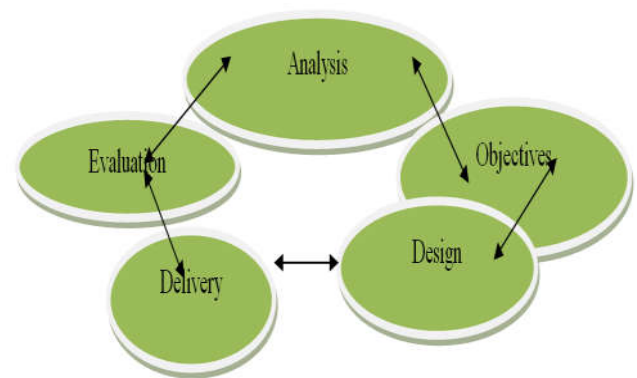 Analysis
Evaluation
Objectives
Design
Delivery